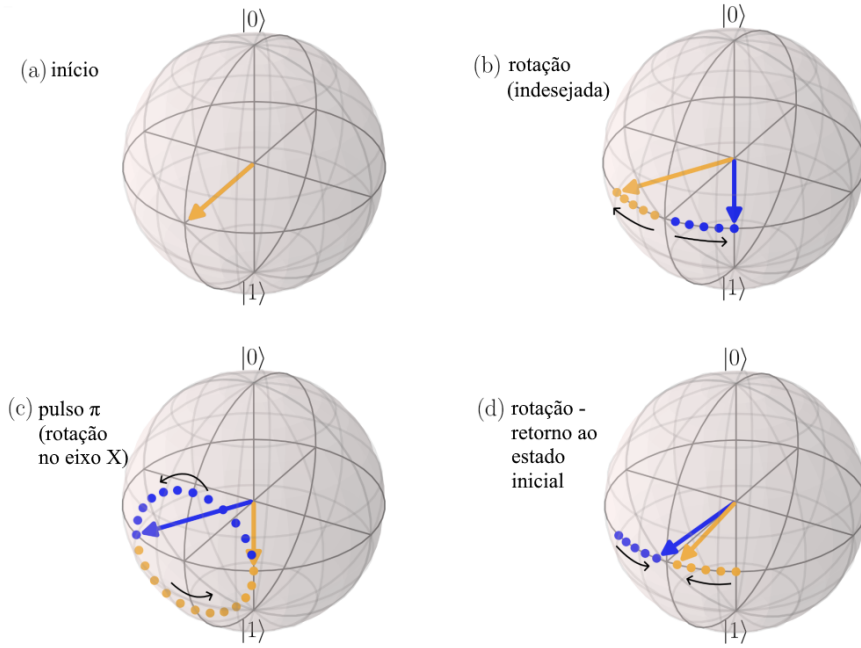 |0⟩
(a) início
|1⟩
|0⟩
(b) rotação
(indesejada)
|1⟩
|0⟩
(c) pulso π
(rotação
no eixo X)
|1⟩
|0⟩
(d) rotação -
retorno ao
estado
inicial
|1⟩